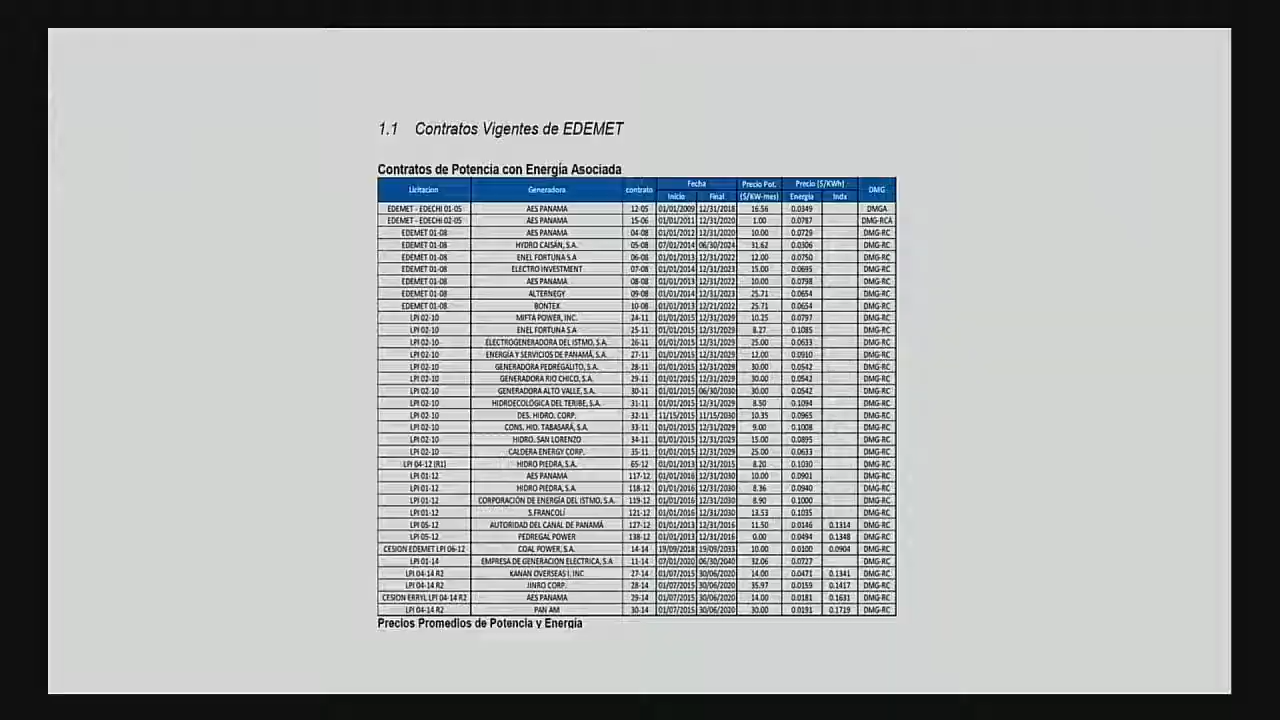 1.1 Contratos Vigentes de EDEMET
Contratos de Potencia con Energía Asociada
Licitacion Generadora contrato Fecha Precio Pot. Precio ($/KWh) DMG
Inicio Final ($/KW-mes) Energía Indx
EDEMET - EDECHI 01-05 AES PANAMA 12-05 01/01/2009 12/31/2018 16.56 0.0349 DMGA
EDEMET - EDECHI 02-05 AES PANAMA 15-06 01/01/2011 12/31/2020 1.00 0.0787 DMG-RCA
EDEMET 01-08 AES PANAMA 04-08 01/01/2012 12/31/2020 10.00 0.0729 DMG-RC
EDEMET 01-08 HYDRO CAISÁN, S.A. 05-08 07/01/2014 06/30/2024 31.62 0.0306 DMG-RC
EDEMET 01-08 ENEL FORTUNA S.A 06-08 01/01/2013 12/31/2022 12.00 0.0750 DMG-RC
EDEMET 01-08 ELECTRO INVESTMENT 07-08 01/01/2014 12/31/2023 15.00 0.0695 DMG-RC
EDEMET 01-08 AES PANAMA 08-08 01/01/2013 12/31/2022 10.00 0.0798 DMG-RC
EDEMET 01-08 ALTERNEGY 09-08 01/01/2014 12/31/2023 25.71 0.0654 DMG-RC
EDEMET 01-08 BONTEX 10-08 01/01/2013 12/21/2022 25.71 0.0654 DMG-RC
LPI 02-10 MIFTA POWER, INC. 24-11 01/01/2015 12/31/2029 10.25 0.0797 DMG-RC
LPI 02-10 ENEL FORTUNA S.A 25-11 01/01/2015 12/31/2029 8.27 0.1085 DMG-RC
LPI 02-10 ELECTROGENERADORA DEL ISTMO, S.A. 26-11 01/01/2015 12/31/2029 25.00 0.0633 DMG-RC
LPI 02-10 ENERGÍA Y SERVICIOS DE PANAMÁ, S.A. 27-11 01/01/2015 12/31/2029 12.00 0.0910 DMG-RC
LPI 02-10 GENERADORA PEDREGALITO, S.A. 28-11 01/01/2015 12/31/2029 30.00 0.0542 DMG-RC
LPI 02-10 GENERADORA RIO CHICO, S.A. 29-11 01/01/2015 12/31/2029 30.00 0.0542 DMG-RC
LPI 02-10 GENERADORA ALTO VALLE, S.A. 30-11 01/01/2015 06/30/2030 30.00 0.0542 DMG-RC
LPI 02-10 HIDROECOLÓGICA DEL TERIBE, S.A. 31-11 01/01/2015 12/31/2029 8.50 0.1094 DMG-RC
LPI 02-10 DES. HIDRO. CORP. 32-11 11/15/2015 11/15/2030 10.35 0.0965 DMG-RC
LPI 02-10 CONS. HID. TABASARÁ, S.A. 33-11 01/01/2015 12/31/2029 9.00 0.1008 DMG-RC
LPI 02-10 HIDRO. SAN LORENZO 34-11 01/01/2015 12/31/2029 15.00 0.0895 DMG-RC
LPI 02-10 CALDERA ENERGY CORP. 35-11 01/01/2015 12/31/2029 25.00 0.0633 DMG-RC
LPI 04-12 (R1) HIDRO PIEDRA, S.A. 65-12 01/01/2013 12/31/2015 8.20 0.1030 DMG-RC
LPI 01-12 AES PANAMA 117-12 01/01/2016 12/31/2030 10.00 0.0901 DMG-RC
LPI 01-12 HIDRO PIEDRA, S.A. 118-12 01/01/2016 12/31/2030 8.36 0.0940 DMG-RC
LPI 01-12 CORPORACIÓN DE ENERGÍA DEL ISTMO, S.A. 119-12 01/01/2016 12/31/2030 8.90 0.1000 DMG-RC
LPI 01-12 S.FRANCOLÍ 121-12 01/01/2016 12/31/2030 13.53 0.1035 DMG-RC
LPI 05-12 AUTORIDAD DEL CANAL DE PANAMÁ 127-12 01/01/2013 12/31/2016 11.50 0.0146 0.1314 DMG-RC
LPI 05-12 PEDREGAL POWER 138-12 01/01/2013 12/31/2016 0.00 0.0494 0.1348 DMG-RC
CESION EDEMET LPI 06-12 COAL POWER, S.A. 14-14 19/09/2018 19/09/2033 10.00 0.0100 0.0904 DMG-RC
LPI 01-14 EMPRESA DE GENERACION ELECTRICA, S.A 11-14 07/01/2020 06/30/2040 32.06 0.0727 DMG-RC
LPI 04-14 R2 KANAN OVERSEAS I, INC 27-14 01/07/2015 30/06/2020 14.00 0.0471 0.1341 DMG-RC
LPI 04-14 R2 JINRO CORP. 28-14 01/07/2015 30/06/2020 35.97 0.0159 0.1417 DMG-RC
CESION ERRYL LPI 04-14 R2 AES PANAMA 29-14 01/07/2015 30/06/2020 14.00 0.0181 0.1631 DMG-RC
LPI 04-14 R2 PAN AM 30-14 01/07/2015 30/06/2020 30.00 0.0191 0.1719 DMG-RC
Precios Promedios de Potencia y Energía